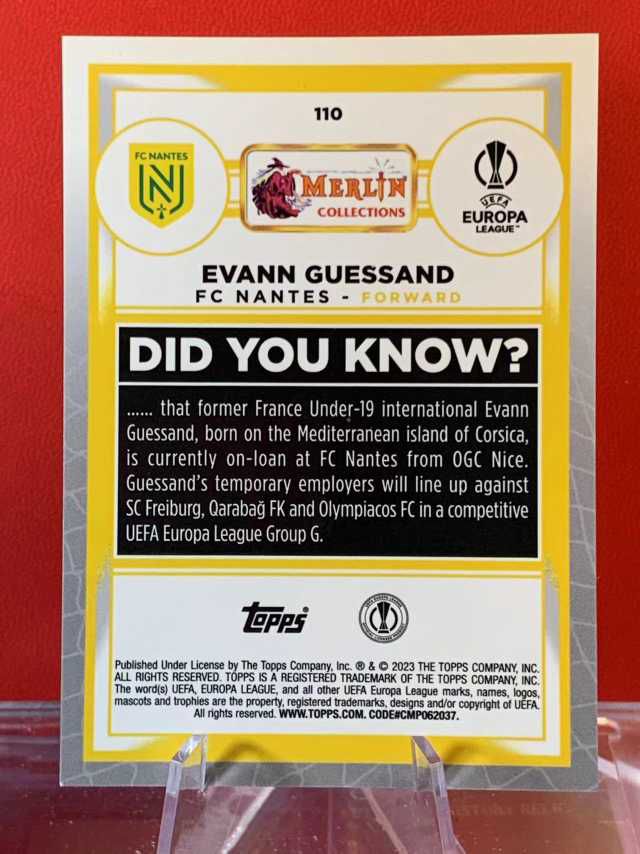 110
FC NANTES
N
MERLIN
COLLECTIONS
UEFA
EUROPA
LEAGUE™
EVANN GUESSAND
FC NANTES - FORWARD
DID YOU KNOW?
...... that former France Under-19 international Evann
Guessand, born on the Mediterranean island of Corsica,
is currently on-loan at FC Nantes from OGC Nice.
Guessand's temporary employers will line up against
SC Freiburg, Qarabağ FK and Olympiacos FC in a competitive
UEFA Europa League Group G.
topps®
Published Under License by The Topps Company, Inc. ® & © 2023 THE TOPPS COMPANY, INC.
ALL RIGHTS RESERVED. TOPPS IS A REGISTERED TRADEMARK OF THE TOPPS COMPANY, INC.
The word(s) UEFA, EUROPA LEAGUE, and all other UEFA Europa League marks, names, logos,
mascots and trophies are the property, registered trademarks, designs and/or copyright of UEFA.
All rights reserved. WWW.TOPPS.COM. CODE#CMP062037.